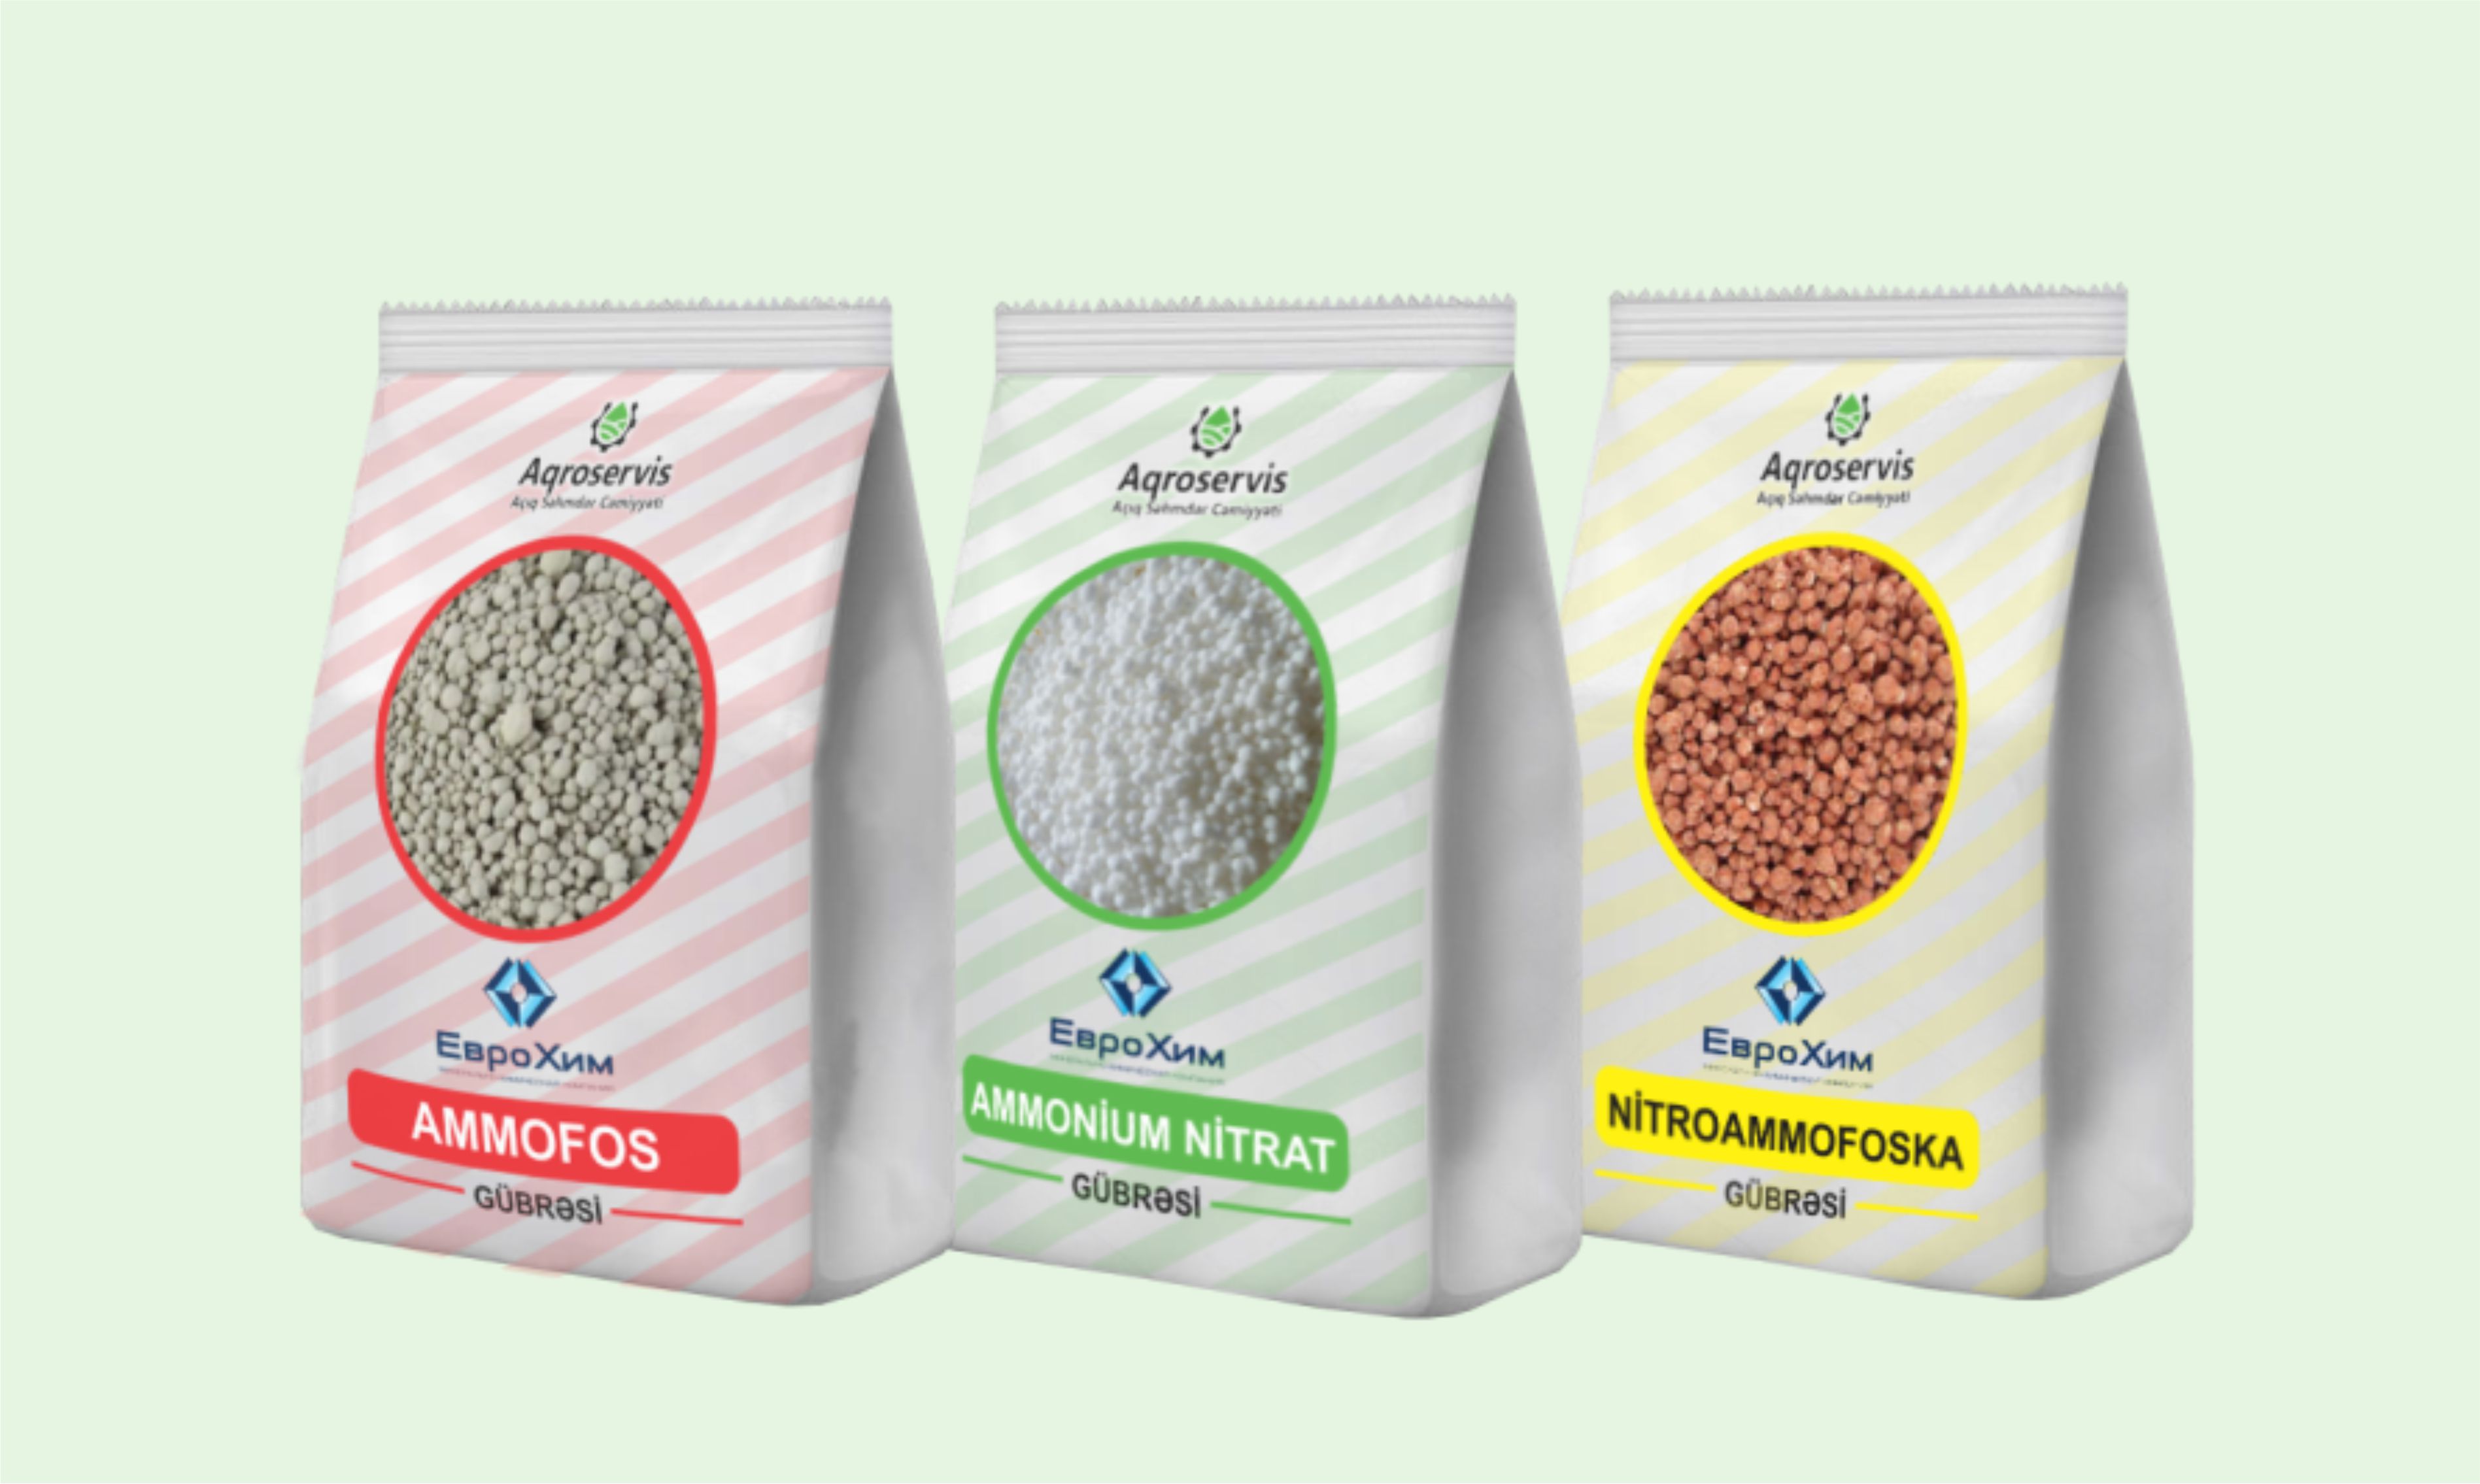 Aqroservis
Açıq Səhmdar Cəmiyyəti
ЕвроХим
AMMOFOS
GÜBRƏSİ
Aqroservis
Açıq Səhmdar Cəmiyyəti
ЕвроХим
AMMONİUM NİTRAT
GÜBRƏSİ
Aqroservis
Açıq Səhmdar Cəmiyyəti
ЕвроХим
NİTROAMMOFOSKA
GÜBRƏSİ